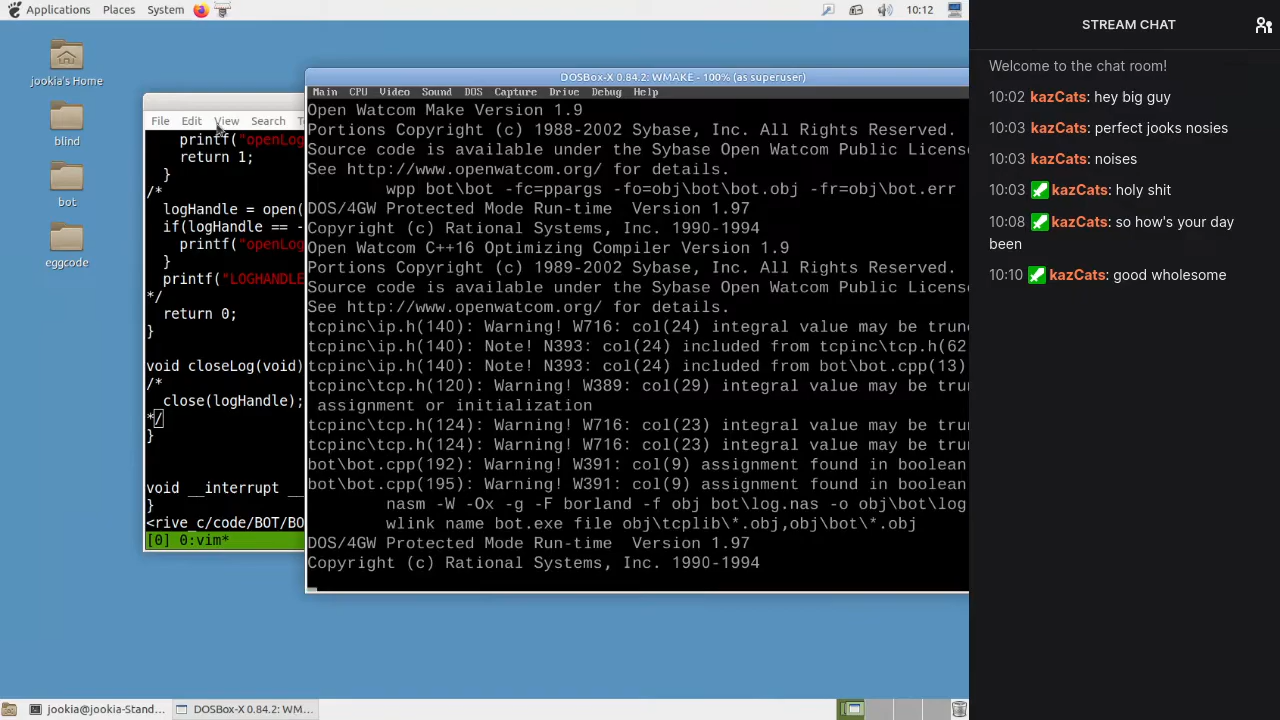 Applications Places System 10:12
jookia's Home
blind
bot
eggcode
File Edit View Search T
printf("openLog
return 1;
}
/*
logHandle = open(
if(logHandle == -
printf("openLog
}
printf("LOGHANDLE
*/
return 0;
}
void closeLog(void)
/*
close(logHandle);
*/
}
void __interrupt __
}
<rive_c/code/BOT/BO
[0] 0:vim*
DOSBox-X 0.84.2: WMAKE - 100% (as superuser)
Main CPU Video Sound DOS Capture Drive Debug Help
Open Watcom Make Version 1.9
Portions Copyright (c) 1988-2002 Sybase, Inc. All Rights Reserved.
Source code is available under the Sybase Open Watcom Public License
See http://www.openwatcom.org/ for details.
wpp bot\bot -fc=ppargs -fo=obj\bot\bot.obj -fr=obj\bot.err
DOS/4GW Protected Mode Run-time Version 1.97
Copyright (c) Rational Systems, Inc. 1990-1994
Open Watcom C++16 Optimizing Compiler Version 1.9
Portions Copyright (c) 1989-2002 Sybase, Inc. All Rights Reserved.
Source code is available under the Sybase Open Watcom Public License
See http://www.openwatcom.org/ for details.
tcpinc\ip.h(140): Warning! W716: col(24) integral value may be trun
tcpinc\ip.h(140): Note! N393: col(24) included from tcpinc\tcp.h(62
tcpinc\ip.h(140): Note! N393: col(24) included from bot\bot.cpp(13)
tcpinc\tcp.h(120): Warning! W389: col(29) integral value may be trun
assignment or initialization
tcpinc\tcp.h(124): Warning! W716: col(23) integral value may be trun
tcpinc\tcp.h(124): Warning! W716: col(23) integral value may be trun
bot\bot.cpp(192): Warning! W391: col(9) assignment found in boolean
bot\bot.cpp(195): Warning! W391: col(9) assignment found in boolean
nasm -W -Ox -g -F borland -f obj bot\log.nas -o obj\bot\log
wlink name bot.exe file obj\tcplib\*.obj,obj\bot\*.obj
DOS/4GW Protected Mode Run-time Version 1.97
Copyright (c) Rational Systems, Inc. 1990-1994
jookia@jookia-Stand... DOSBox-X 0.84.2: WM...
STREAM CHAT
Welcome to the chat room!
10:02 kazCats: hey big guy
10:03 kazCats: perfect jooks nosies
10:03 kazCats: noises
10:03 kazCats: holy shit
10:08 kazCats: so how's your day
been
10:10 kazCats: good wholesome